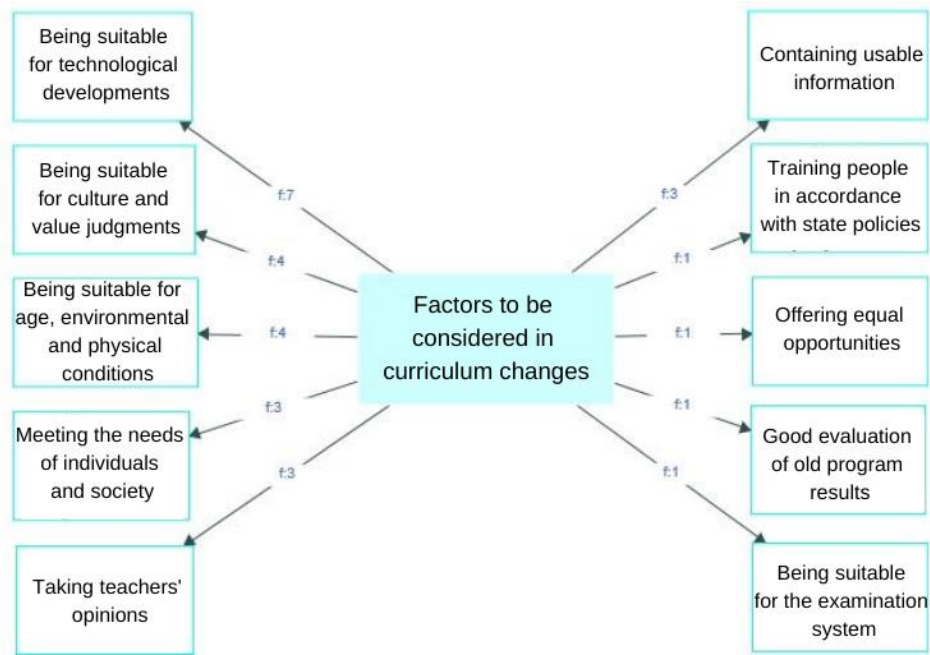 Being suitable
for technological
developments
Being suitable
for culture and
value judgments
Being suitable for
age, environmental
and physical
conditions
Meeting the needs
of individuals
and society
Taking teachers'
opinions
f:7
f:4
f:4
f:3
f:3
Factors to be
considered in
curriculum changes
f:3
f:1
f:1
f:1
f:1
Containing usable
information
Training people
in accordance
with state policies
Offering equal
opportunities
Good evaluation
of old program
results
Being suitable
for the examination
system